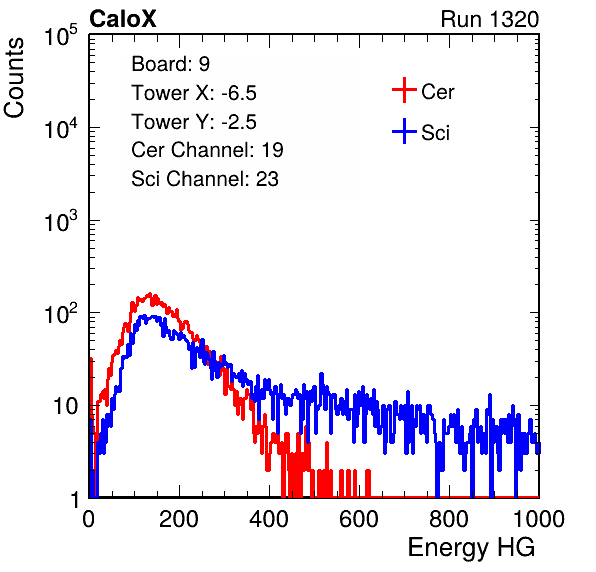 CaloX Run 1320
Counts
10^5
10^4
10^3
10^2
10
1
Board: 9
Tower X: -6.5
Tower Y: -2.5
Cer Channel: 19
Sci Channel: 23
Cer
Sci
0 200 400 600 800 1000
Energy HG